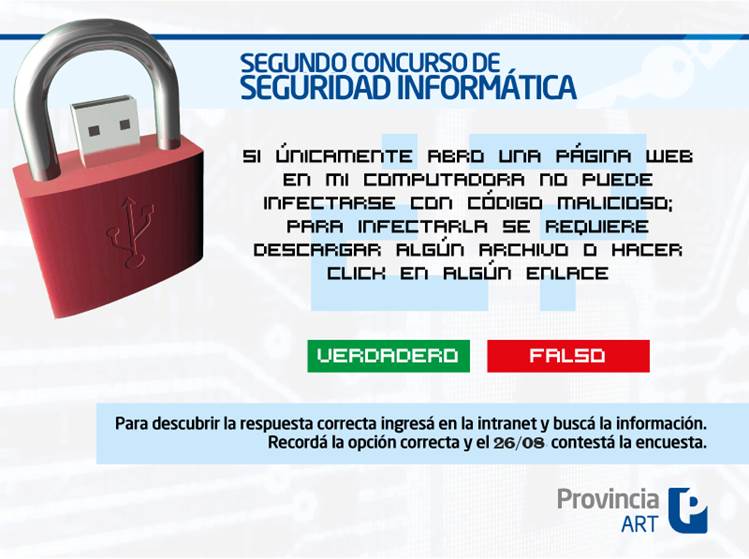 SEGUNDO CONCURSO DE
SEGURIDAD INFORMÁTICA
SI ÚNICAMENTE ABRO UNA PÁGINA WEB
EN MI COMPUTADORA NO PUEDE
INFECTARSE CON CÓDIGO MALICIOSO;
PARA INFECTARLA SE REQUIERE
DESCARGAR ALGÚN ARCHIVO O HACER
CLICK EN ALGÚN ENLACE
VERDADERO FALSO
Para descubrir la respuesta correcta ingresá en la intranet y buscá la información.
Recordá la opción correcta y el 26/08 contestá la encuesta.
Provincia
ART